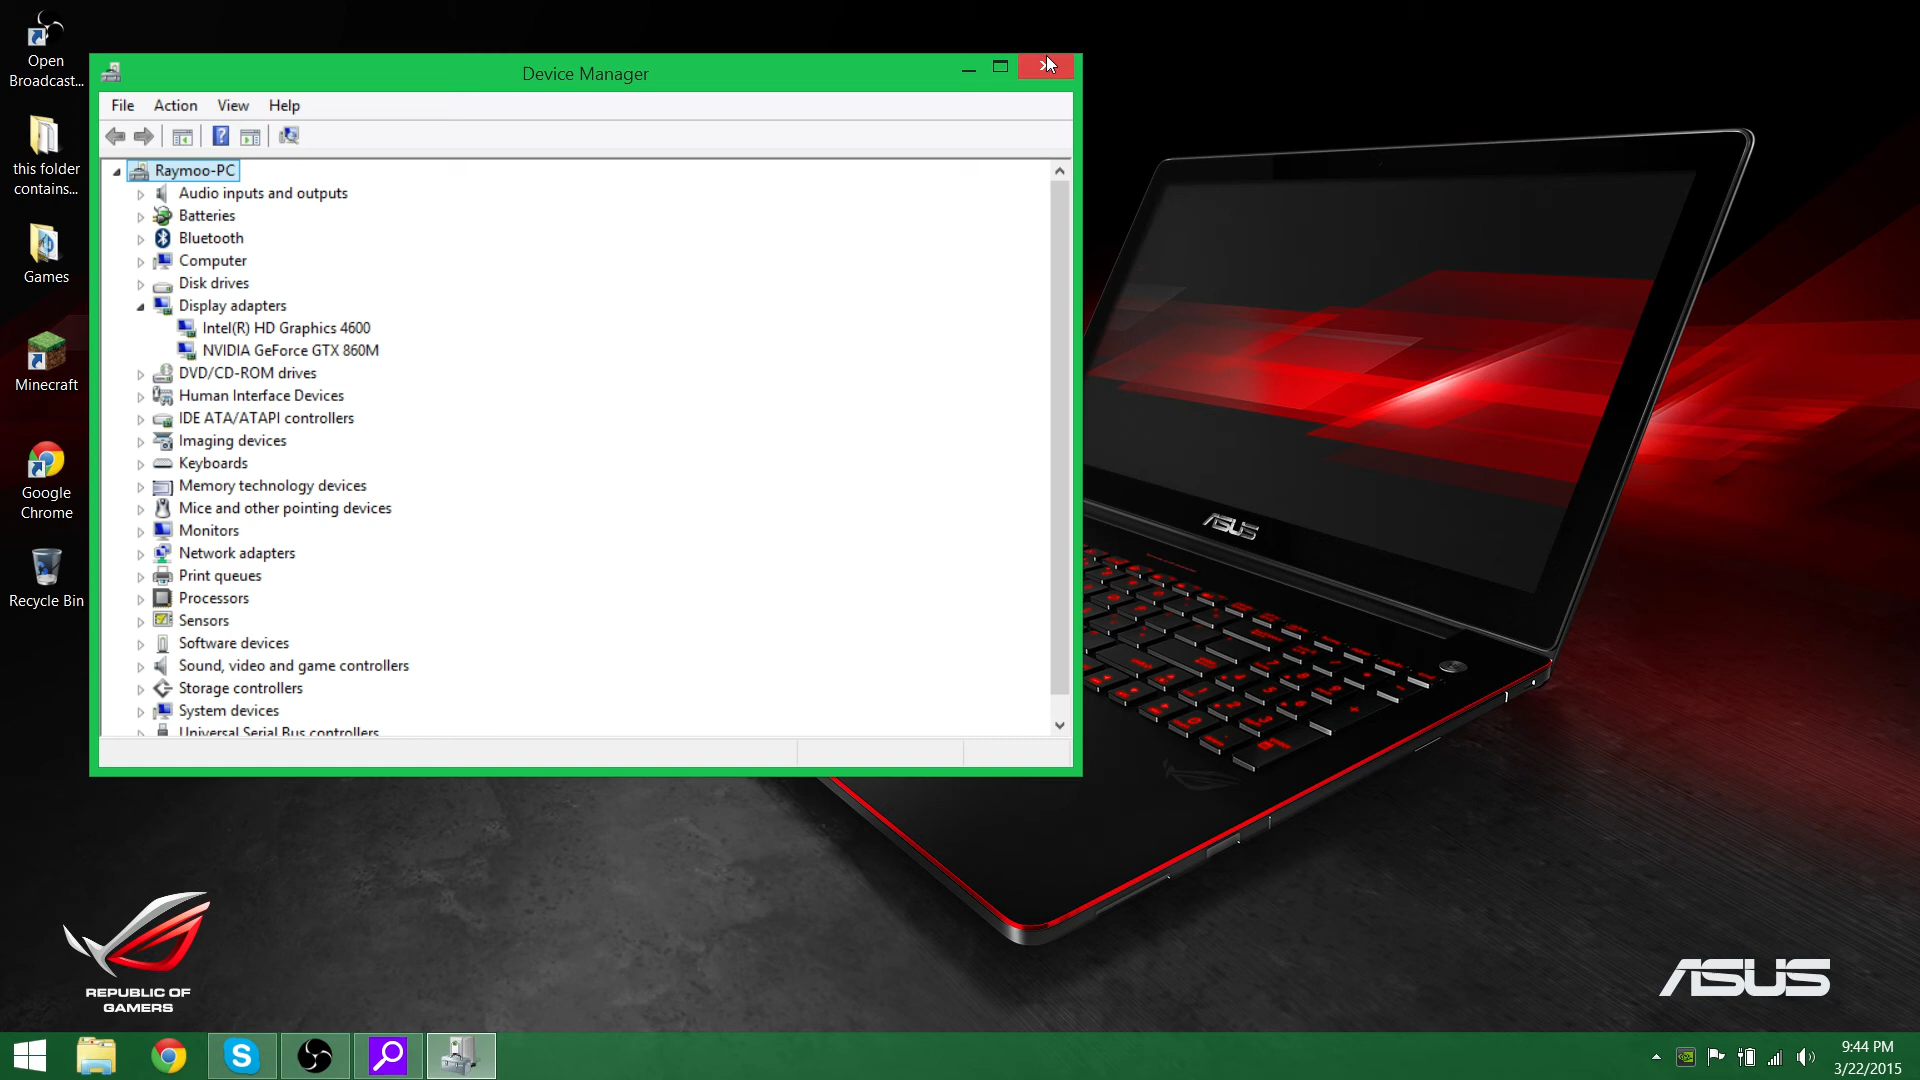 Open
Broadcast...
this folder
contains...
Games
Minecraft
Google
Chrome
Recycle Bin
Device Manager
File Action View Help
Raymoo-PC
Audio inputs and outputs
Batteries
Bluetooth
Computer
Disk drives
Display adapters
Intel(R) HD Graphics 4600
NVIDIA GeForce GTX 860M
DVD/CD-ROM drives
Human Interface Devices
IDE ATA/ATAPI controllers
Imaging devices
Keyboards
Memory technology devices
Mice and other pointing devices
Monitors
Network adapters
Print queues
Processors
Sensors
Software devices
Sound, video and game controllers
Storage controllers
System devices
Universal Serial Bus controllers
ASUS
REPUBLIC OF
GAMERS
ASUS
9:44 PM
3/22/2015